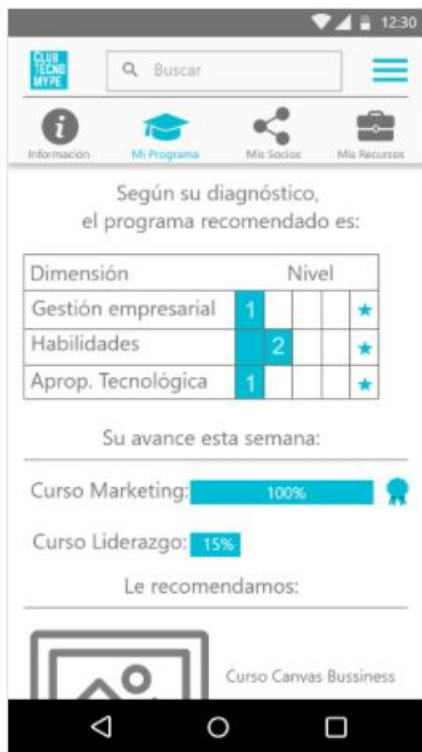 12:30
CLUB
TECNO
MYPE
Buscar
Información
Mi Programa
Mis Socios
Mis Recursos
Según su diagnóstico,
el programa recomendado es:
Dimensión Nivel
Gestión empresarial 1
Habilidades 2
Aprop. Tecnológica 1
Su avance esta semana:
Curso Marketing: 100%
Curso Liderazgo: 15%
Le recomendamos:
Curso Canvas Bussiness